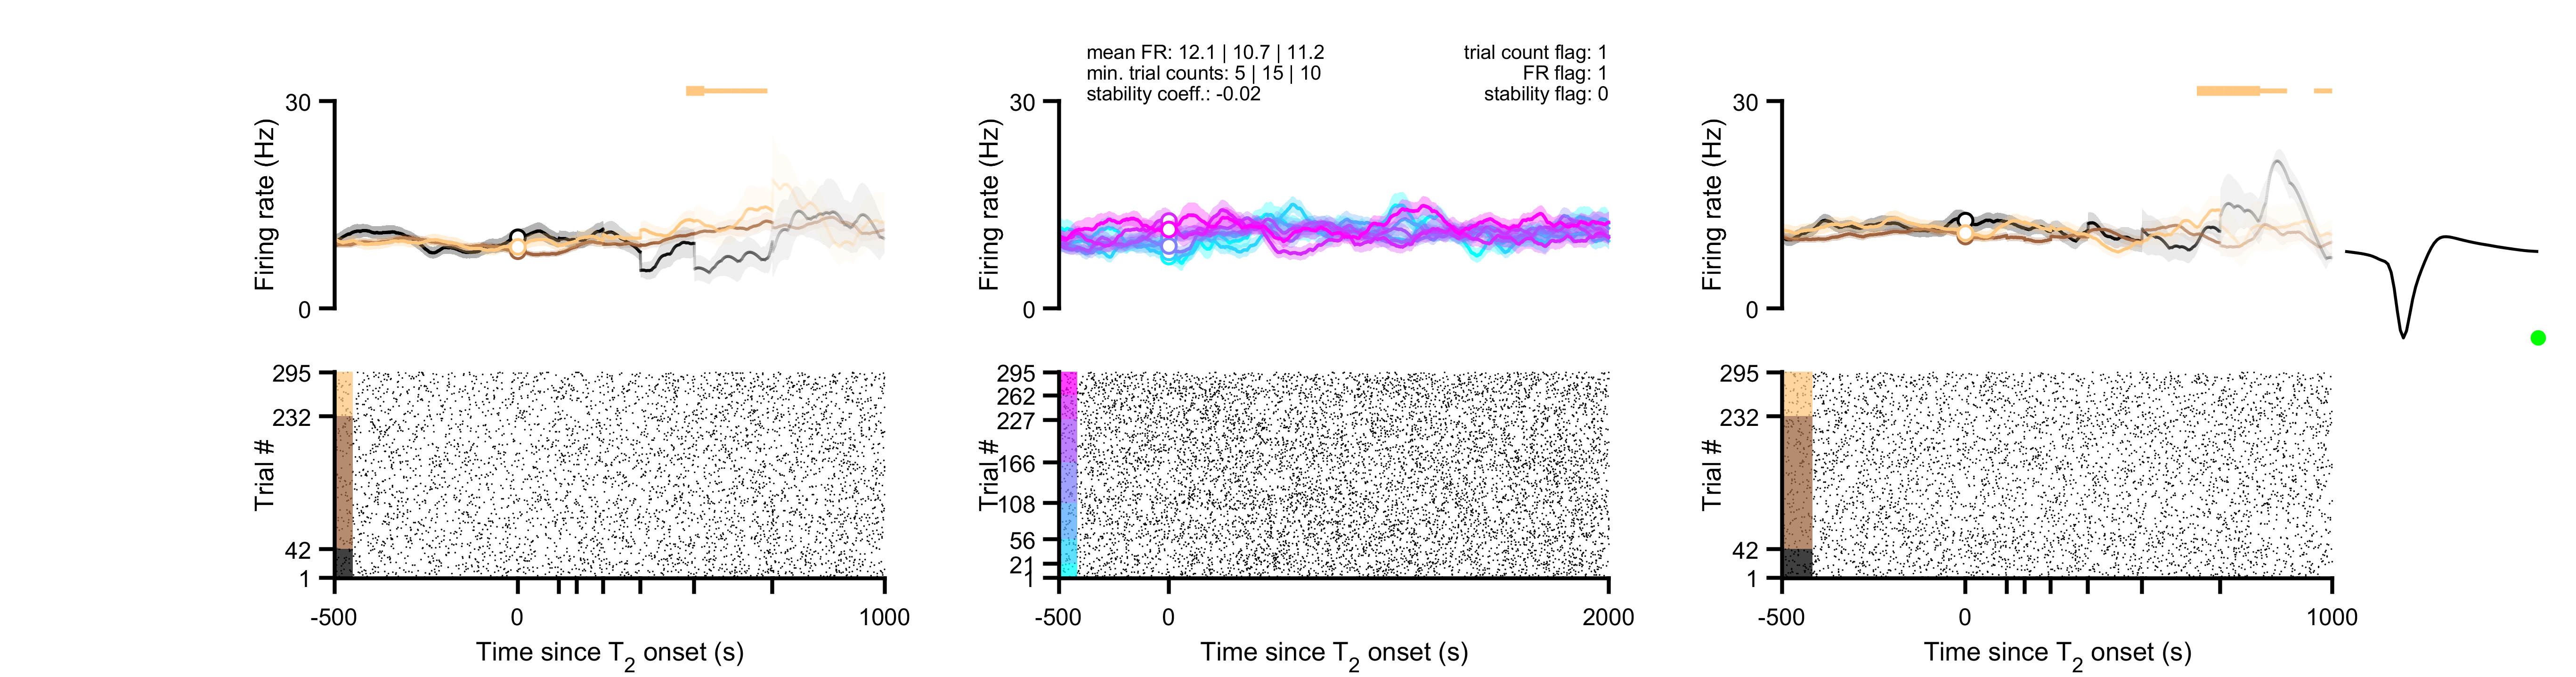 30
0
Firing rate (Hz)
295
232
42
1
Trial #
-500
0
1000
Time since T2 onset (s)
mean FR: 12.1 | 10.7 | 11.2
min. trial counts: 5 | 15 | 10
stability coeff.: -0.02
trial count flag: 1
FR flag: 1
stability flag: 0
30
0
Firing rate (Hz)
295
262
227
166
108
56
21
1
Trial #
-500
0
2000
Time since T2 onset (s)
30
0
Firing rate (Hz)
295
232
42
1
Trial #
-500
0
1000
Time since T2 onset (s)